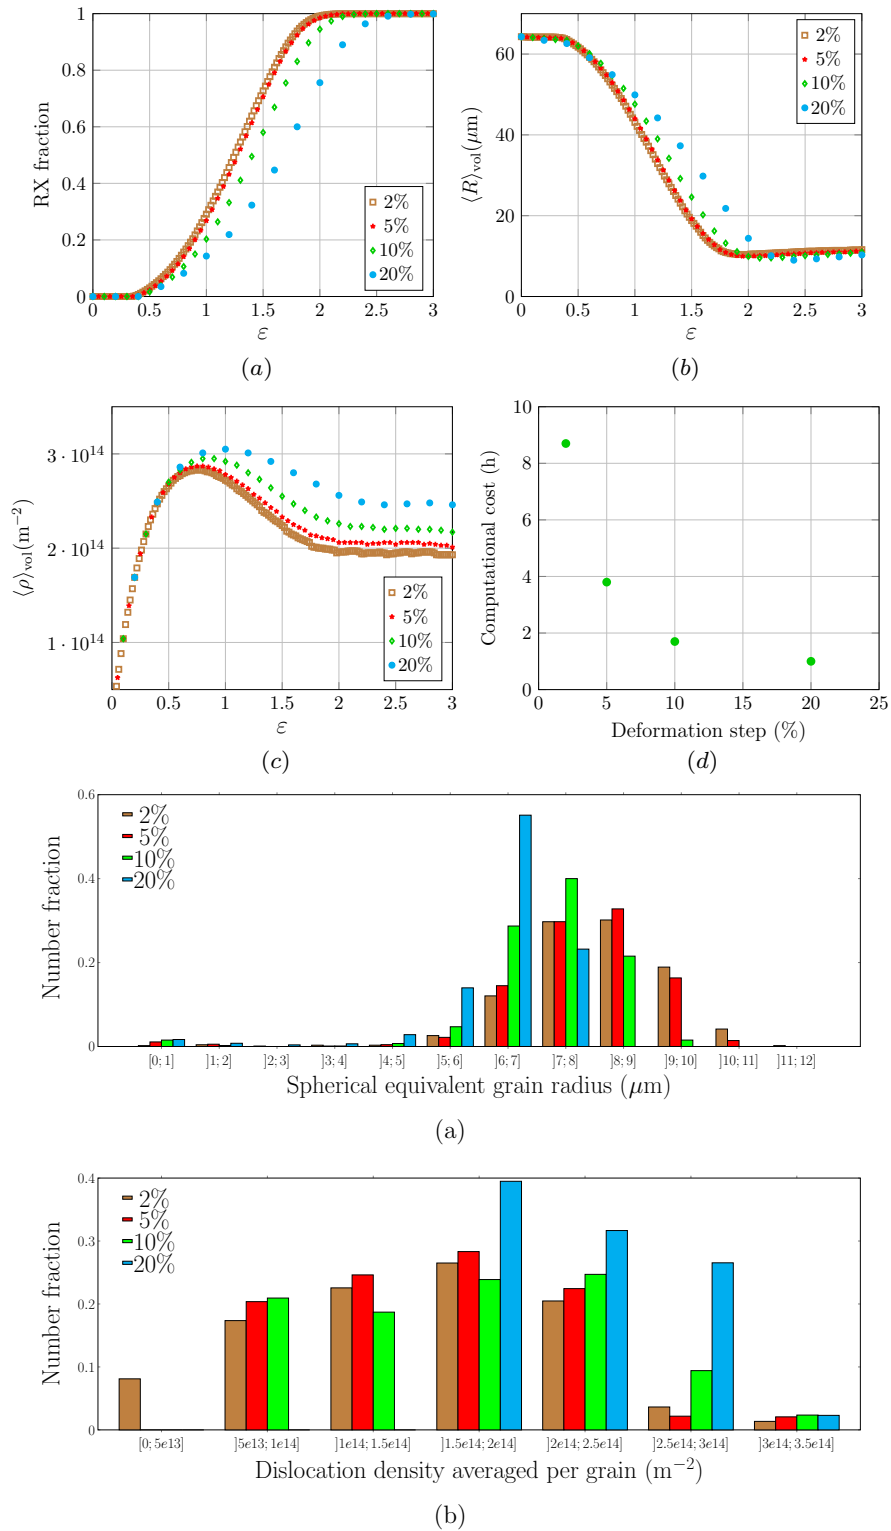 1
0.8
0.6
0.4
0.2
0
RX fraction
2%
5%
10%
20%
0 0.5 1 1.5 2 2.5 3
ε
(a)
60
40
20
0
⟨R⟩vol(μm)
2%
5%
10%
20%
0 0.5 1 1.5 2 2.5 3
ε
(b)
3 · 10^14
2 · 10^14
1 · 10^14
⟨ρ⟩vol(m−2)
2%
5%
10%
20%
0 0.5 1 1.5 2 2.5 3
ε
(c)
10
8
6
4
2
0
Computational cost (h)
0 5 10 15 20 25
Deformation step (%)
(d)
0.6
0.4
0.2
0
Number fraction
2%
5%
10%
20%
[0; 1] ]1; 2] ]2; 3] ]3; 4] ]4; 5] ]5; 6] ]6; 7] ]7; 8] ]8; 9] ]9; 10] ]10; 11] ]11; 12]
Spherical equivalent grain radius (μm)
(a)
0.4
0.3
0.2
0.1
0
Number fraction
2%
5%
10%
20%
[0; 5e13] ]5e13; 1e14] ]1e14; 1.5e14] ]1.5e14; 2e14] ]2e14; 2.5e14] ]2.5e14; 3e14] ]3e14; 3.5e14]
Dislocation density averaged per grain (m−2)
(b)